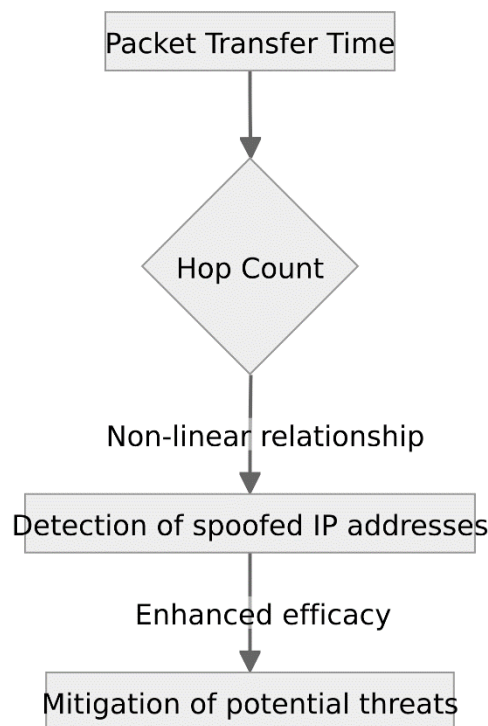 Packet Transfer Time
Hop Count
Non-linear relationship
Detection of spoofed IP addresses
Enhanced efficacy
Mitigation of potential threats